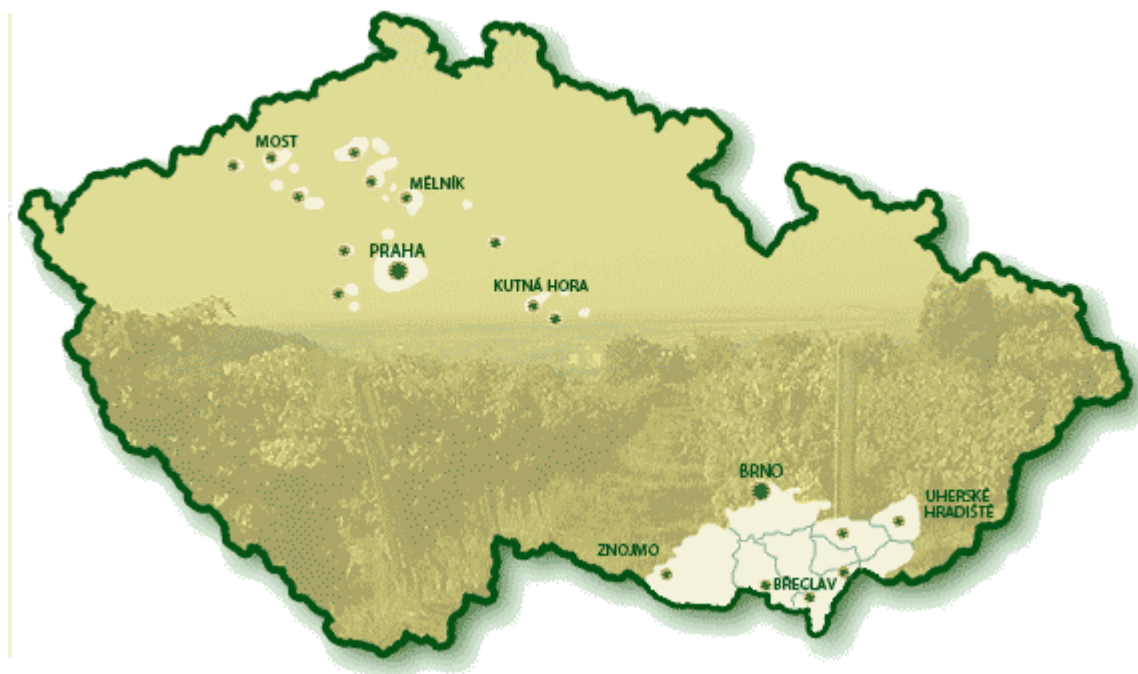 MOST
MĚLNÍK
PRAHA
KUTNÁ HORA
BRNO
UHERSKÉ
HRADIŠTĚ
ZNOJMO
BŘECLAV